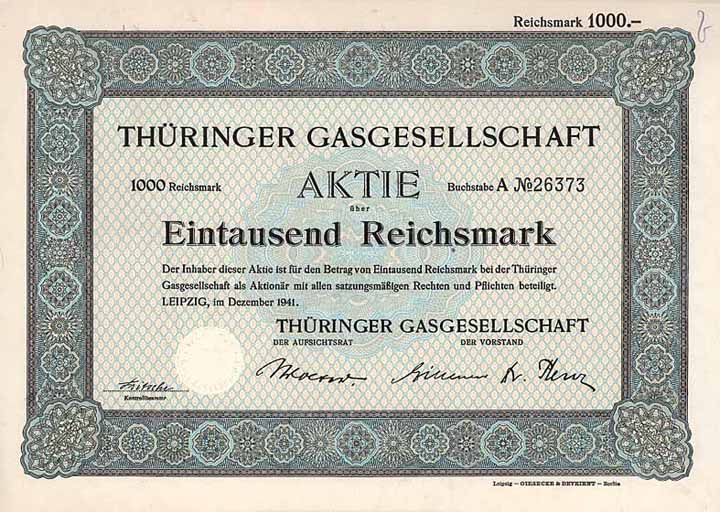 Reichsmark 1000.–
THÜRINGER GASGESELLSCHAFT
1000 Reichsmark AKTIE Buchstabe A №26373
über
Eintausend Reichsmark
Der Inhaber dieser Aktie ist für den Betrag von Eintausend Reichsmark bei der Thüringer
Gasgesellschaft als Aktionär mit allen satzungsmäßigen Rechten und Pflichten beteiligt.
LEIPZIG, im Dezember 1941.
THÜRINGER GASGESELLSCHAFT
DER AUFSICHTSRAT DER VORSTAND
Fritsche
Kontrollbeamter
Leipzig – GIESECKE & DEVRIENT – Berlin